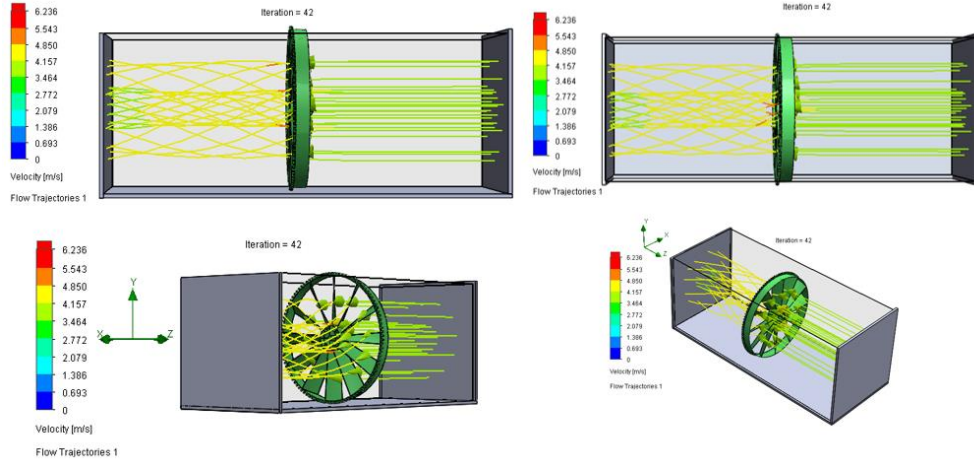 Iteration = 42
6.236
5.543
4.850
4.157
3.464
2.772
2.079
1.386
0.693
0
Velocity [m/s]
Flow Trajectories 1
Iteration = 42
6.236
5.543
4.850
4.157
3.464
2.772
2.079
1.386
0.693
0
Velocity [m/s]
Flow Trajectories 1
Iteration = 42
6.236
5.543
4.850
4.157
3.464
2.772
2.079
1.386
0.693
0
Velocity [m/s]
Flow Trajectories 1
Y
X
Z
Iteration = 42
6.236
5.543
4.850
4.157
3.464
2.772
2.079
1.386
0.693
0
Velocity [m/s]
Flow Trajectories 1
Y
X
Z